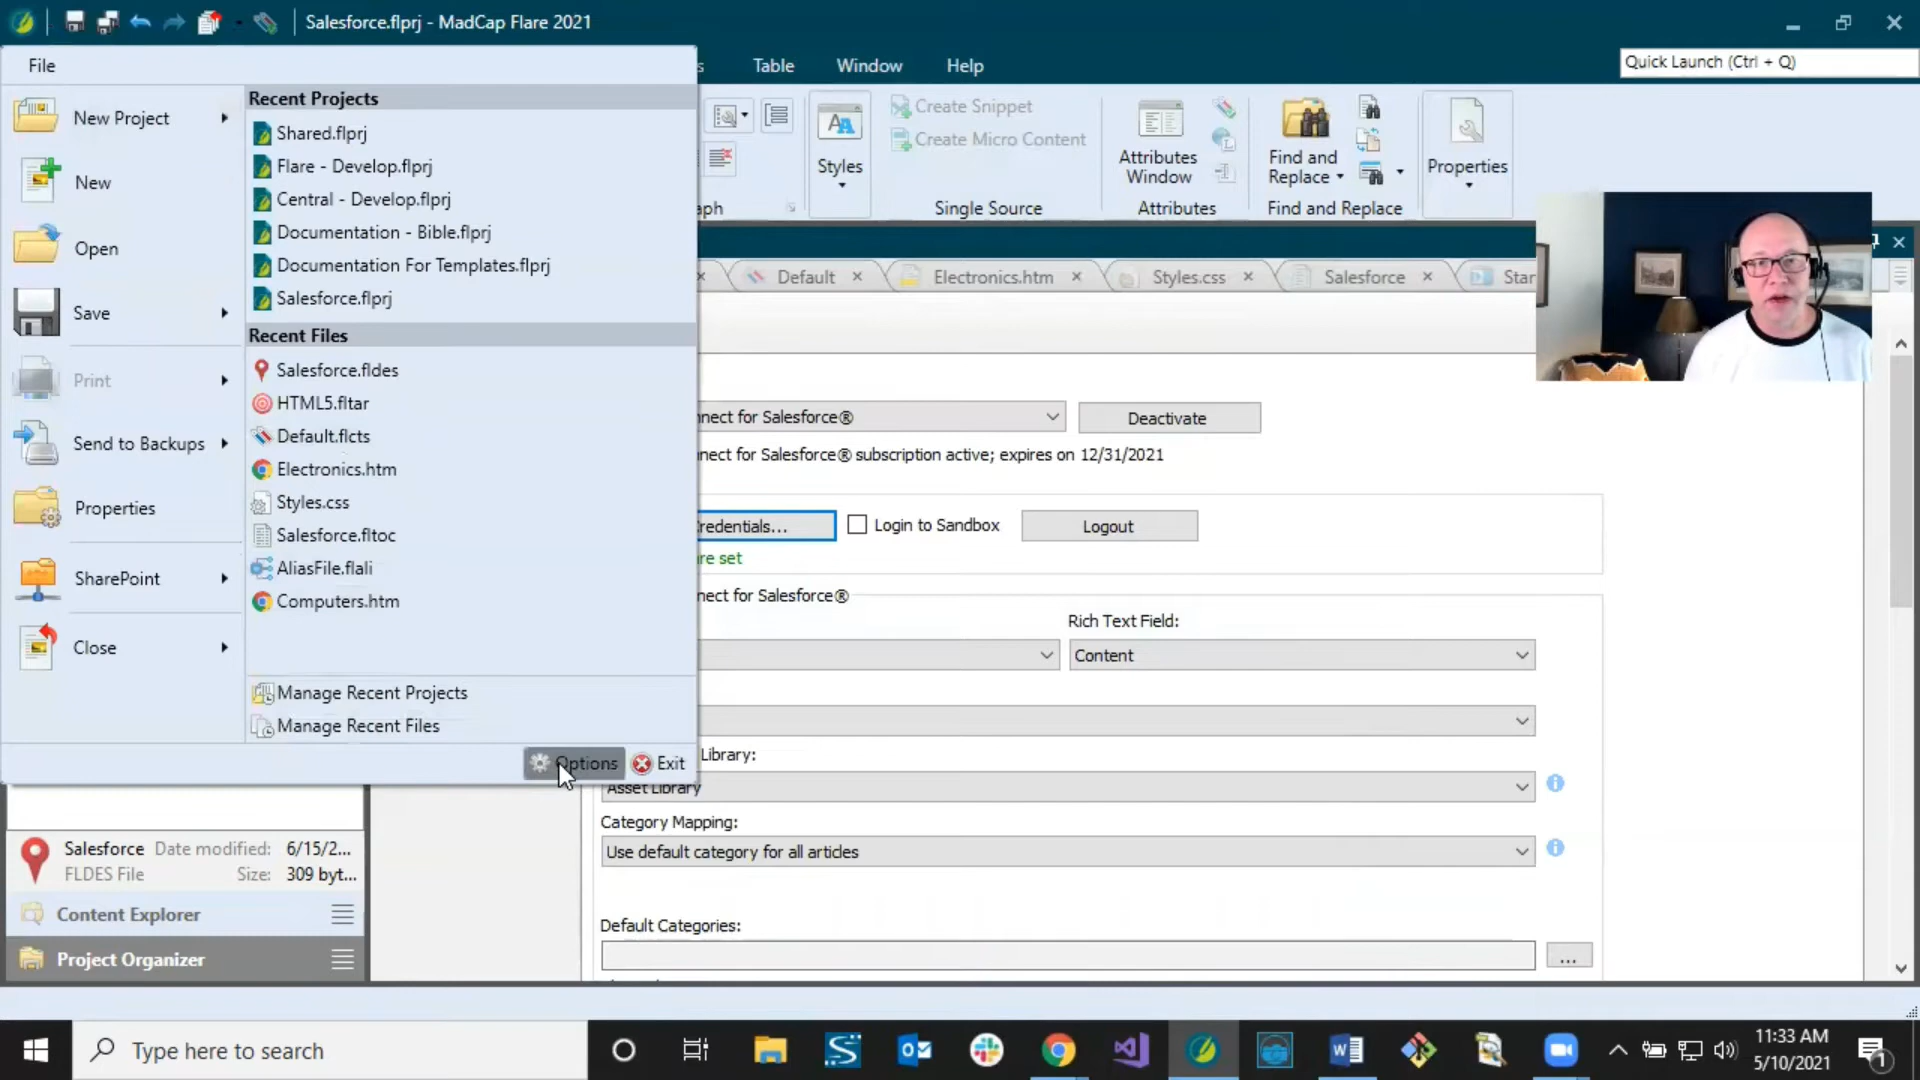 Salesforce.flprj - MadCap Flare 2021
File
Table
Window
Help
Quick Launch (Ctrl + Q)
New Project
New
Open
Save
Print
Send to Backups
Properties
SharePoint
Close
Recent Projects
Shared.flprj
Flare - Develop.flprj
Central - Develop.flprj
Documentation - Bible.flprj
Documentation For Templates.flprj
Salesforce.flprj
Recent Files
Salesforce.fldes
HTML5.fltar
Default.flcts
Electronics.htm
Styles.css
Salesforce.fltoc
AliasFile.flali
Computers.htm
Manage Recent Projects
Manage Recent Files
Options
Exit
Styles
Create Snippet
Create Micro Content
Single Source
Attributes
Window
Attributes
Find and
Replace
Find and Replace
Properties
Default
Electronics.htm
Styles.css
Salesforce
for Salesforce®
Deactivate
for Salesforce® subscription active; expires on 12/31/2021
Login to Sandbox
Logout
set
for Salesforce®
Rich Text Field:
Content
Library:
Asset Library
Category Mapping:
Use default category for all articles
Default Categories:
...
Salesforce Date modified: 6/15/2...
FLDES File Size: 309 byt...
Content Explorer
Project Organizer
Type here to search
11:33 AM
5/10/2021
1